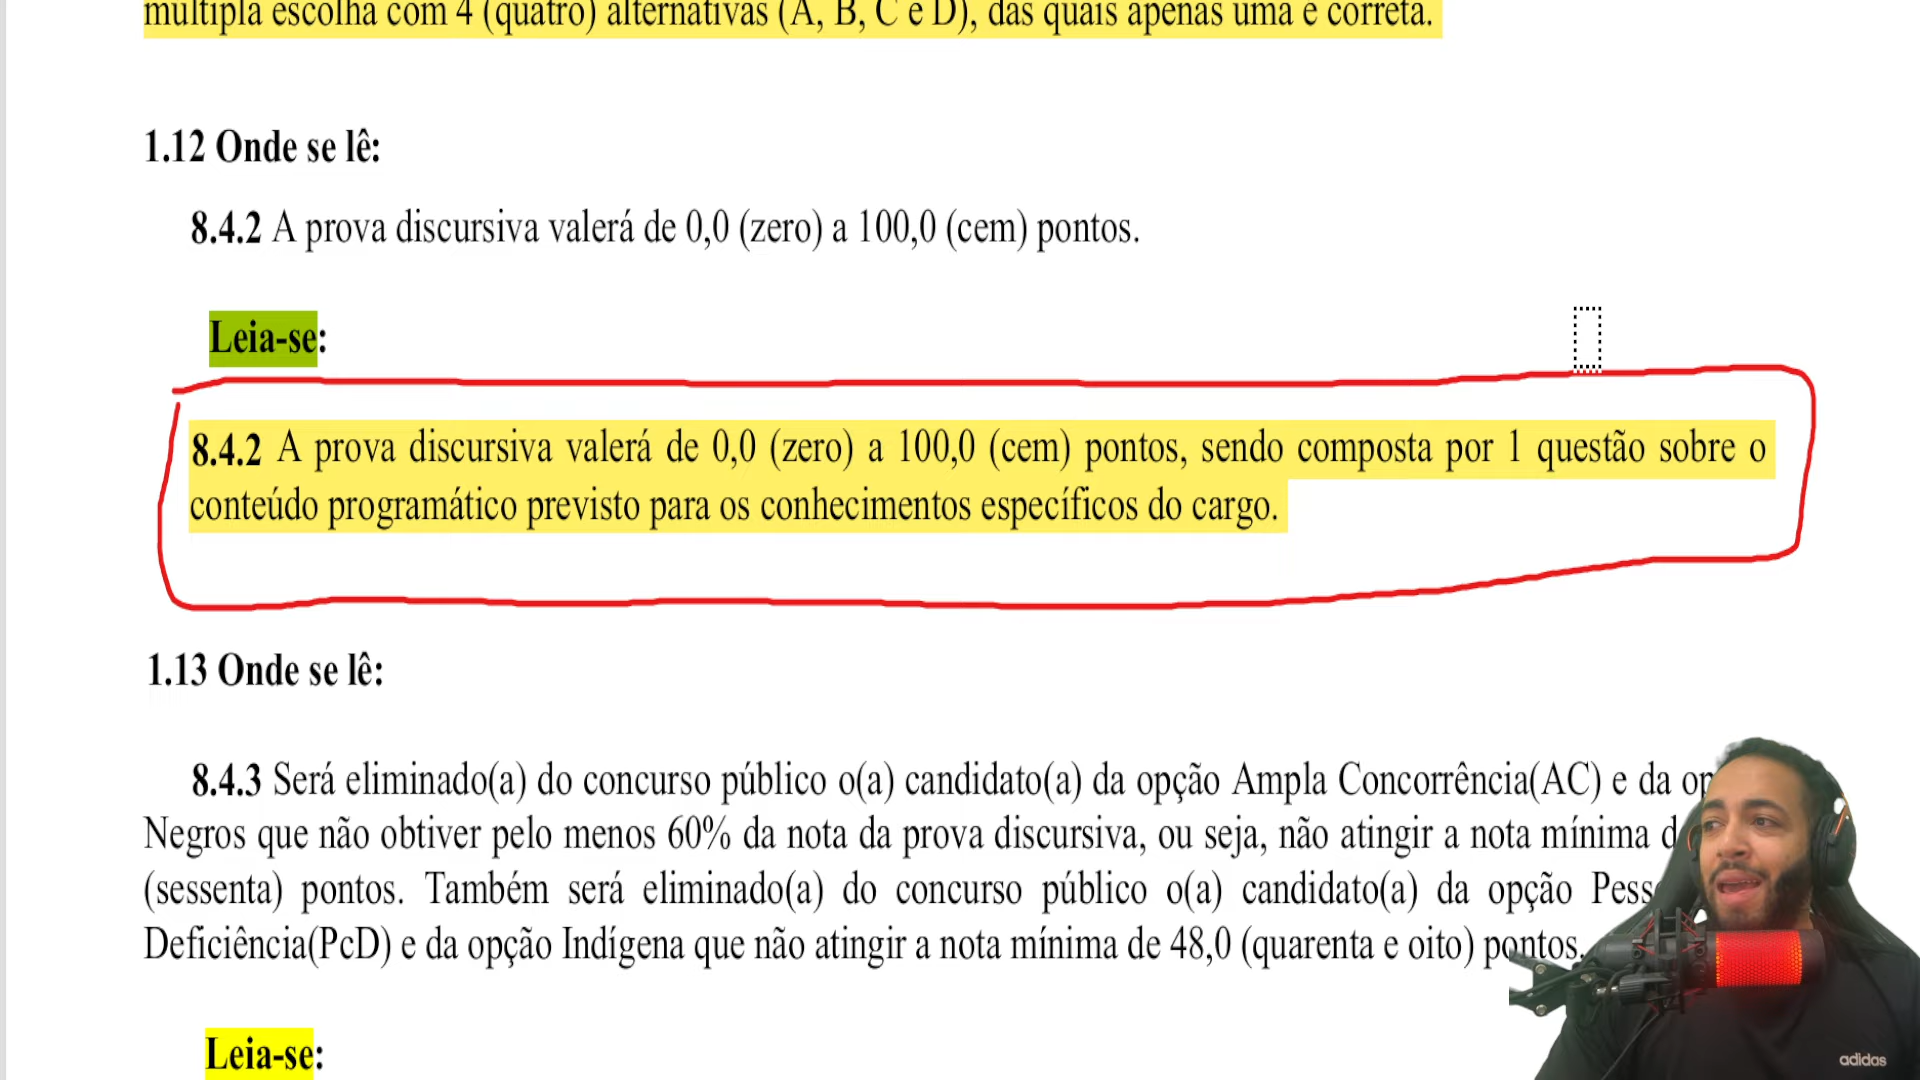 múltipla escolha com 4 (quatro) alternativas (A, B, C e D), das quais apenas uma é correta.
1.12 Onde se lê:
8.4.2 A prova discursiva valerá de 0,0 (zero) a 100,0 (cem) pontos.
Leia-se:
8.4.2 A prova discursiva valerá de 0,0 (zero) a 100,0 (cem) pontos, sendo composta por 1 questão sobre o
conteúdo programático previsto para os conhecimentos específicos do cargo.
1.13 Onde se lê:
8.4.3 Será eliminado(a) do concurso público o(a) candidato(a) da opção Ampla Concorrência(AC) e da
Negros que não obtiver pelo menos 60% da nota da prova discursiva, ou seja, não atingir a nota mínima
(sessenta) pontos. Também será eliminado(a) do concurso público o(a) candidato(a) da opção
Deficiência(PcD) e da opção Indígena que não atingir a nota mínima de 48,0 (quarenta e oito) pontos.
Leia-se:
adidas